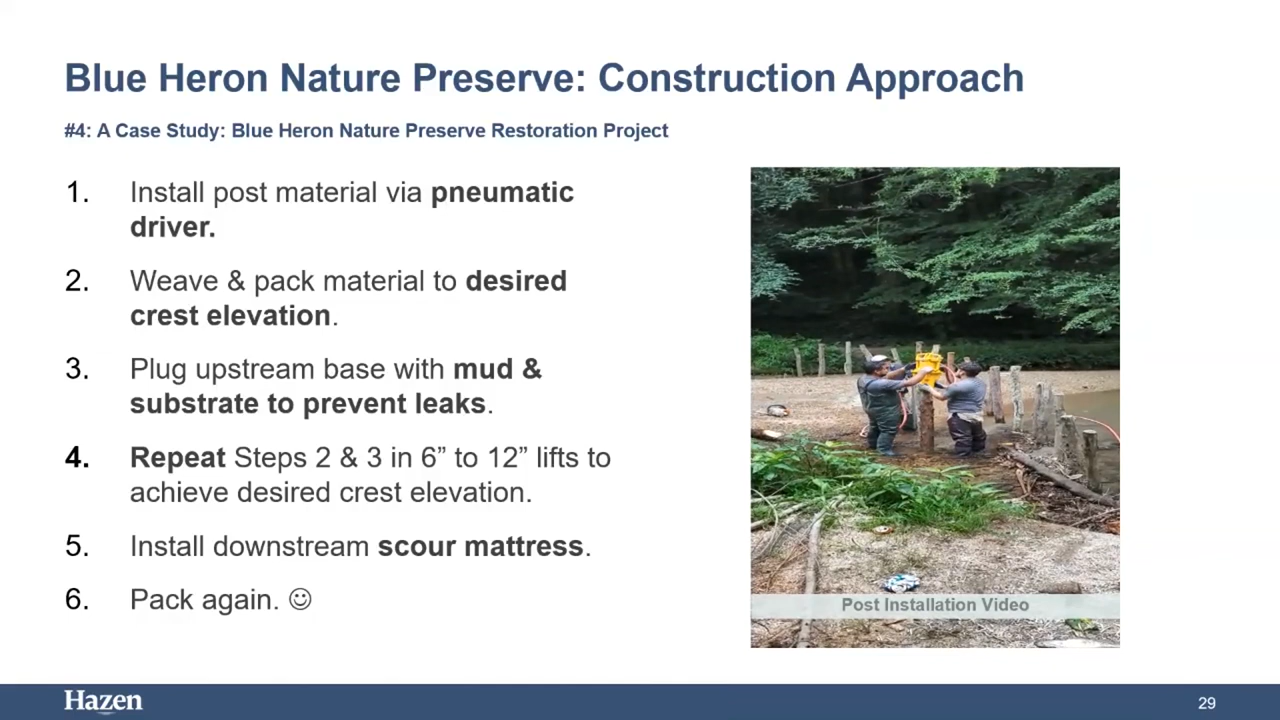 Blue Heron Nature Preserve: Construction Approach
#4: A Case Study: Blue Heron Nature Preserve Restoration Project
1. Install post material via pneumatic
driver.
2. Weave & pack material to desired
crest elevation.
3. Plug upstream base with mud &
substrate to prevent leaks.
4. Repeat Steps 2 & 3 in 6” to 12” lifts to
achieve desired crest elevation.
5. Install downstream scour mattress.
6. Pack again. ☺
Post Installation Video
Hazen
29